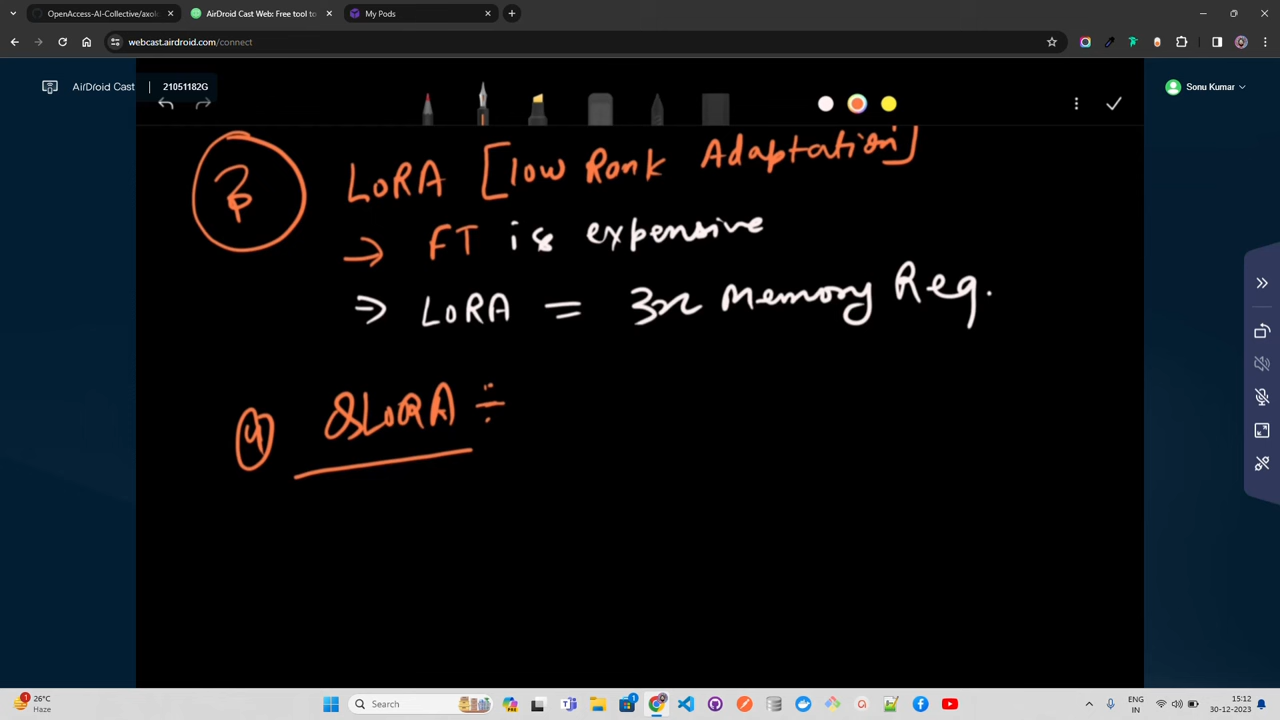 OpenAccess-AI-Collective/axolo
AirDroid Cast Web: Free tool to
My Pods
webcast.airdroid.com/connect
AirDroid Cast
21051182G
Sonu Kumar
3 LoRA [low Rank Adaptation]
→ FT is expensive
→ LoRA = 3x Memory Req.
4 QLoRA ÷
26°C
Haze
Search
ENG
IN
15:12
30-12-2023